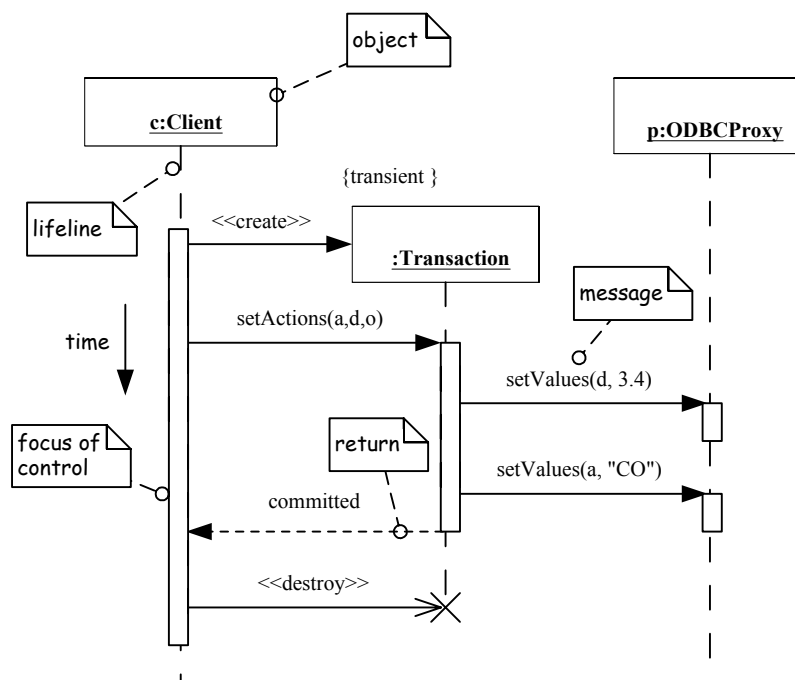 object
c:Client
p:ODBCProxy
{transient }
lifeline
<<create>>
:Transaction
message
setActions(a,d,o)
time
setValues(d, 3.4)
focus of
control
return
setValues(a, "CO")
committed
<<destroy>>